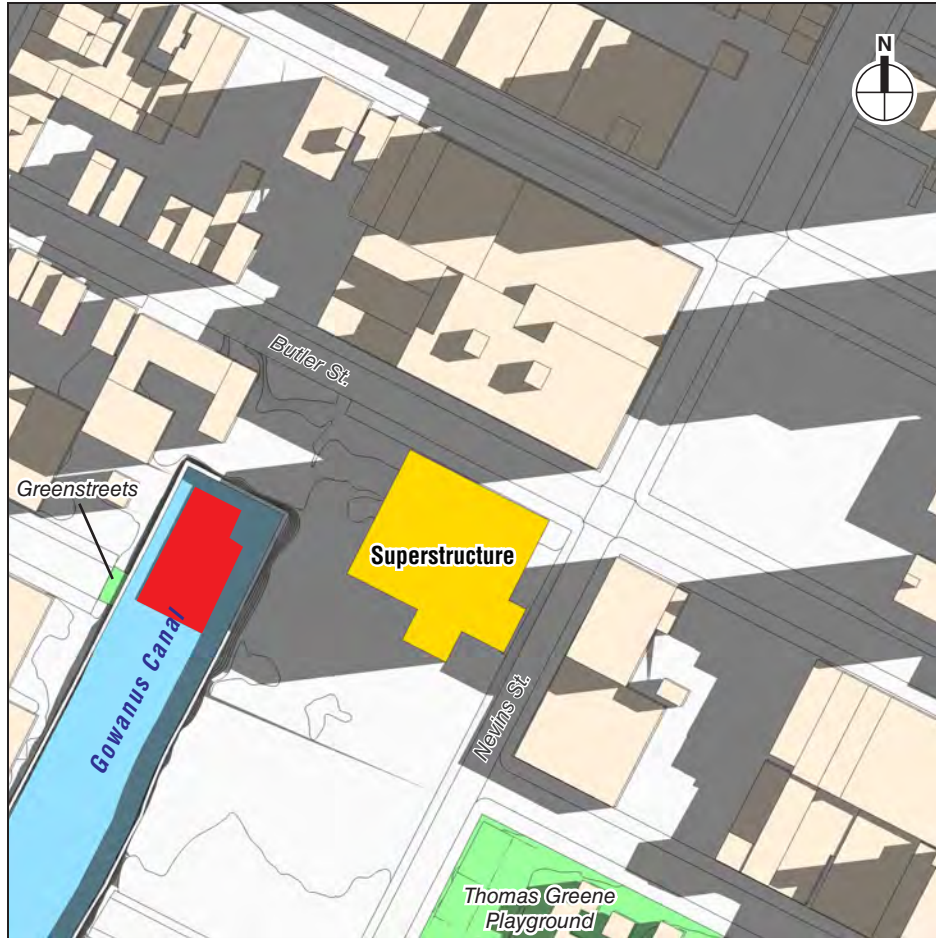 N
Butler St.
Greenstreets
Superstructure
Gowanus Canal
Nevins St.
Thomas Greene
Playground